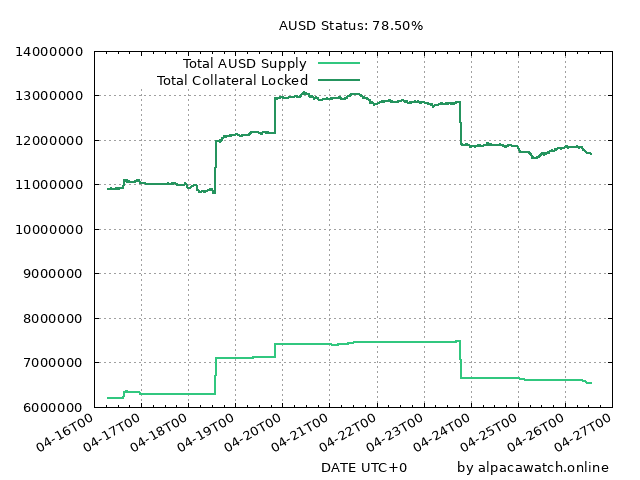 AUSD Status: 78.50%
14000000
Total AUSD Supply
Total Collateral Locked
13000000
12000000
11000000
10000000
9000000
8000000
7000000
6000000
04-16T00
04-17T00
04-18T00
04-19T00
04-20T00
04-21T00
04-22T00
04-23T00
04-24T00
04-25T00
04-26T00
04-27T00
DATE UTC+0
by alpacawatch.online